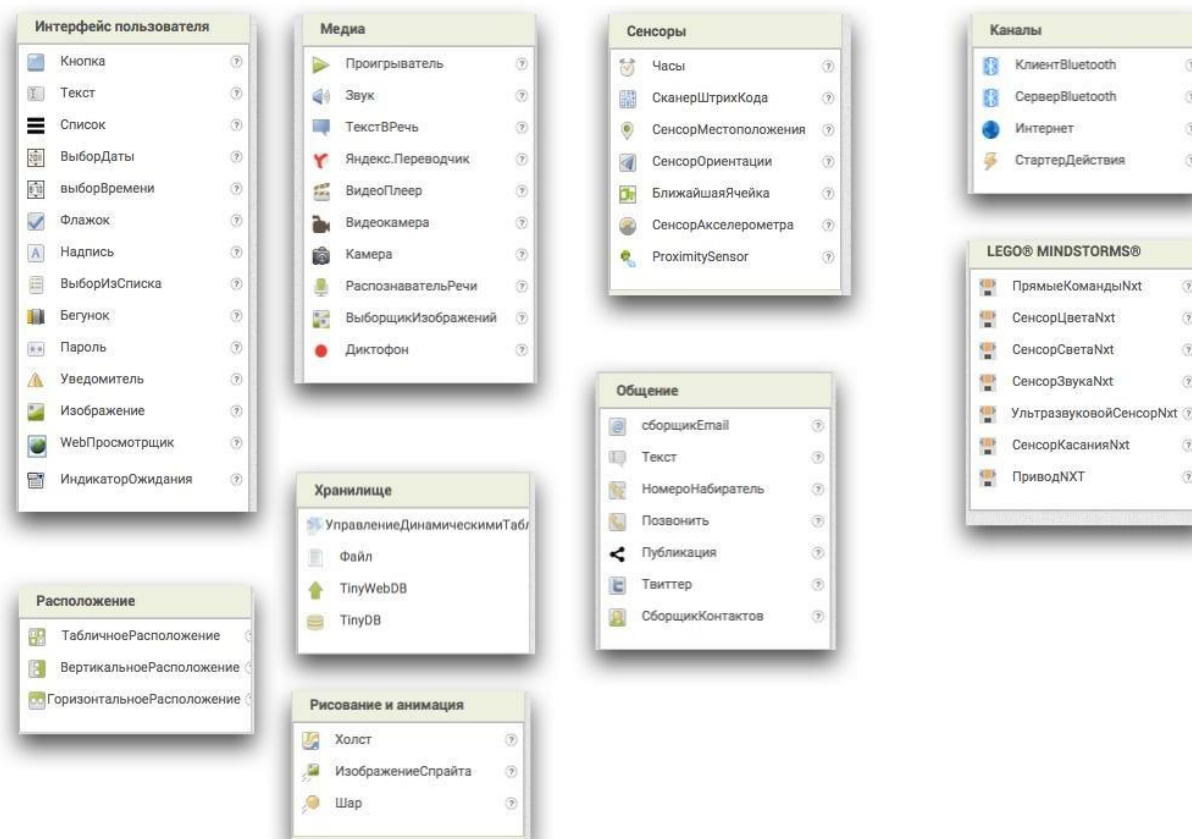 Интерфейс пользователя
Кнопка
Текст
Список
ВыборДаты
выборВремени
Флажок
Надпись
ВыборИзСписка
Бегунок
Пароль
Уведомитель
Изображение
WebПросмотрщик
ИндикаторОжидания
Расположение
ТабличноеРасположение
ВертикальноеРасположение
ГоризонтальноеРасположение
Медиа
Проигрыватель
Звук
ТекстВРечь
Яндекс.Переводчик
ВидеоПлеер
Видеокамера
Камера
РаспознавательРечи
ВыборщикИзображений
Диктофон
Хранилище
УправлениеДинамическимиТабл
Файл
TinyWebDB
TinyDB
Рисование и анимация
Холст
ИзображениеСпрайта
Шар
Сенсоры
Часы
СканерШтрихКода
СенсорМестоположения
СенсорОриентации
БлижайшаяЯчейка
СенсорАкселерометра
ProximitySensor
Общение
сборщикEmail
Текст
НомероНабиратель
Позвонить
Публикация
Твиттер
СборщикКонтактов
Каналы
КлиентBluetooth
СерверBluetooth
Интернет
СтартерДействия
LEGO® MINDSTORMS®
ПрямыеКомандыNxt
СенсорЦветаNxt
СенсорСветаNxt
СенсорЗвукаNxt
УльтразвуковойСенсорNxt
СенсорКасанияNxt
ПриводNXT